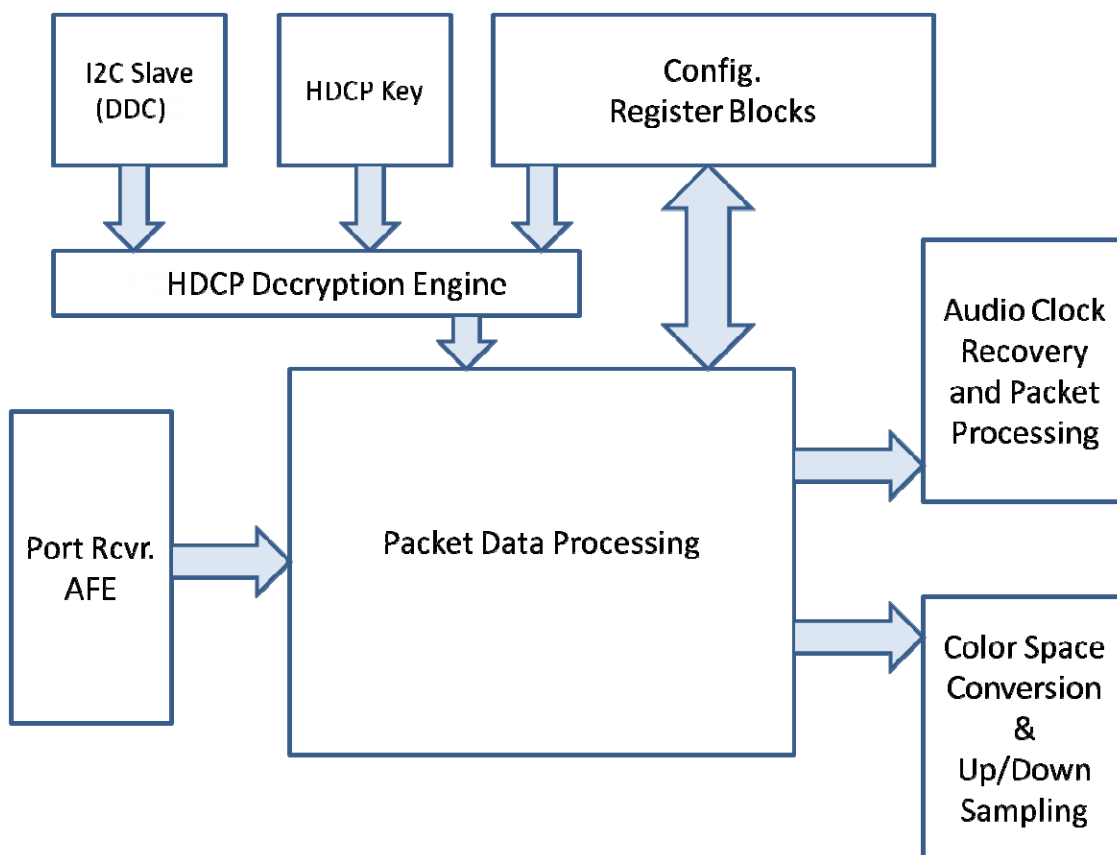 I2C Slave
(DDC)
HDCP Key
Config.
Register Blocks
HDCP Decryption Engine
Audio Clock
Recovery
and Packet
Processing
Port Rcvr.
AFE
Packet Data Processing
Color Space
Conversion
&
Up/Down
Sampling